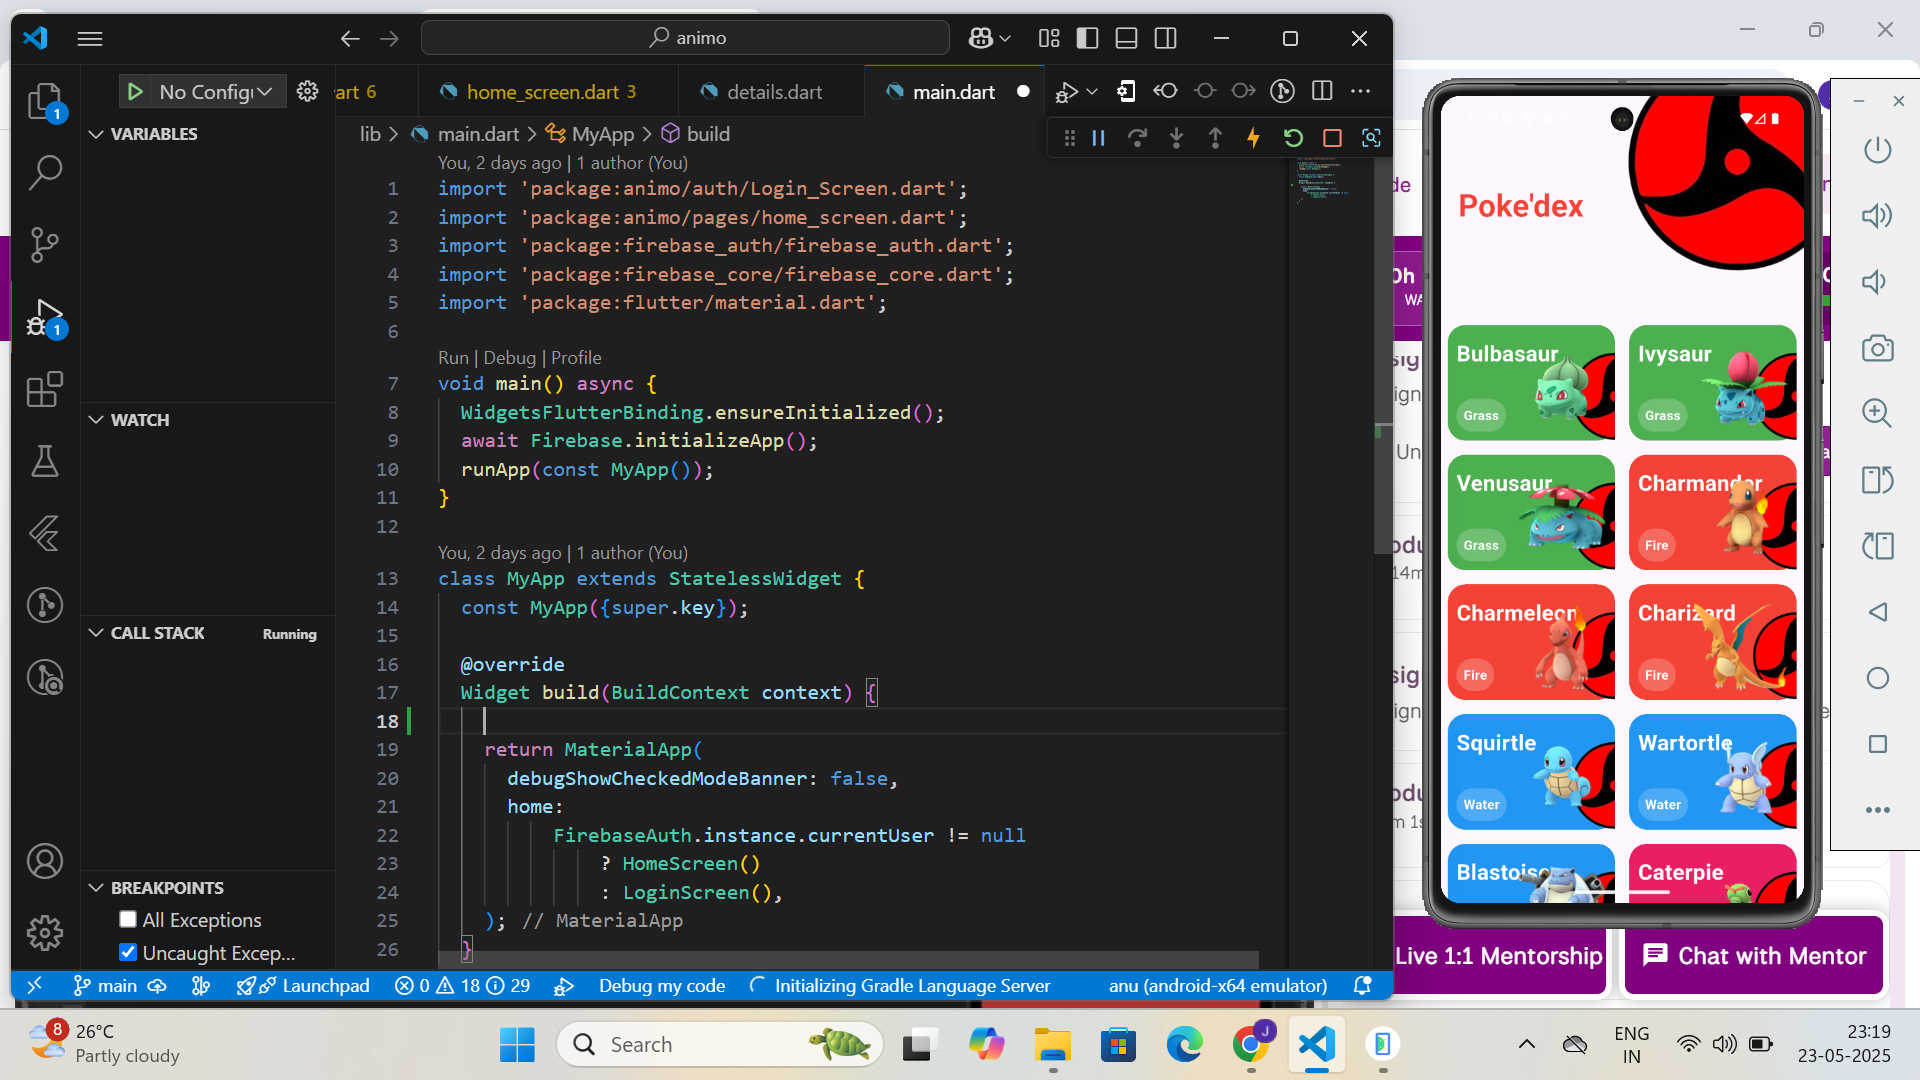 animo
No Config
art 6
home_screen.dart 3
details.dart
main.dart
VARIABLES
lib > main.dart > MyApp > build
You, 2 days ago | 1 author (You)
1 import 'package:animo/auth/Login_Screen.dart';
2 import 'package:animo/pages/home_screen.dart';
3 import 'package:firebase_auth/firebase_auth.dart';
4 import 'package:firebase_core/firebase_core.dart';
5 import 'package:flutter/material.dart';
6
Run | Debug | Profile
7 void main() async {
8 WidgetsFlutterBinding.ensureInitialized();
9 await Firebase.initializeApp();
10 runApp(const MyApp());
11 }
12
You, 2 days ago | 1 author (You)
13 class MyApp extends StatelessWidget {
14 const MyApp({super.key});
15
16 @override
17 Widget build(BuildContext context) {
18
19 return MaterialApp(
20 debugShowCheckedModeBanner: false,
21 home:
22 FirebaseAuth.instance.currentUser != null
23 ? HomeScreen()
24 : LoginScreen(),
25 ); // MaterialApp
26 }
WATCH
CALL STACK Running
BREAKPOINTS
All Exceptions
Uncaught Excep...
1
1
main
Launchpad
0 18 29
Debug my code
Initializing Gradle Language Server
anu (android-x64 emulator)
Poke'dex
Bulbasaur
Grass
Ivysaur
Grass
Venusaur
Grass
Charmander
Fire
Charmeleon
Fire
Charizard
Fire
Squirtle
Water
Wartortle
Water
Blastoise
Caterpie
Live 1:1 Mentorship
Chat with Mentor
8
26°C
Partly cloudy
Search
J
ENG
IN
23:19
23-05-2025